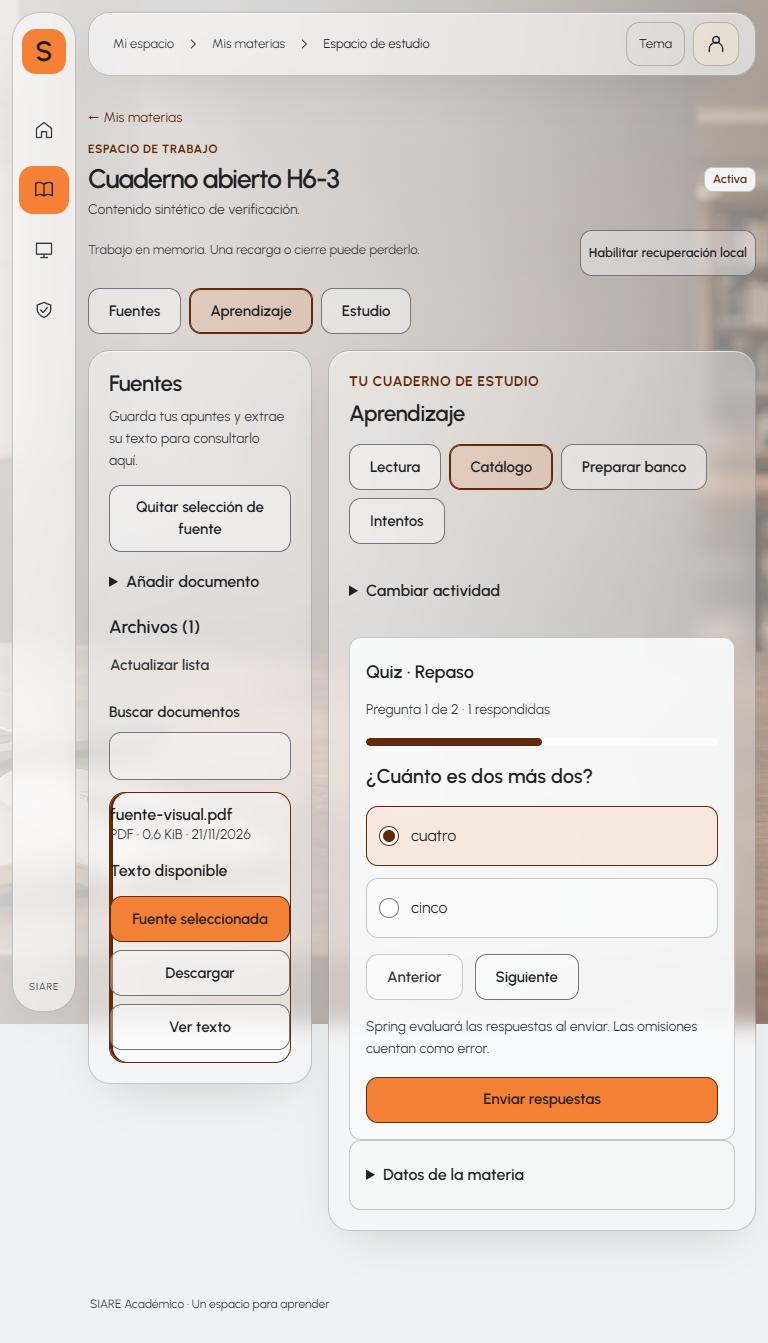 S
Mi espacio > Mis materias > Espacio de estudio
Tema
← Mis materias
ESPACIO DE TRABAJO
Cuaderno abierto H6-3
Activa
Contenido sintético de verificación.
Trabajo en memoria. Una recarga o cierre puede perderlo.
Habilitar recuperación local
Fuentes
Aprendizaje
Estudio
Fuentes
Guarda tus apuntes y extrae
su texto para consultarlo
aquí.
Quitar selección de
fuente
Añadir documento
Archivos (1)
Actualizar lista
Buscar documentos
fuente-visual.pdf
PDF · 0,6 KiB · 21/11/2026
Texto disponible
Fuente seleccionada
Descargar
Ver texto
TU CUADERNO DE ESTUDIO
Aprendizaje
Lectura
Catálogo
Preparar banco
Intentos
Cambiar actividad
Quiz · Repaso
Pregunta 1 de 2 · 1 respondidas
¿Cuánto es dos más dos?
cuatro
cinco
Anterior
Siguiente
Spring evaluará las respuestas al enviar. Las omisiones
cuentan como error.
Enviar respuestas
Datos de la materia
SIARE
SIARE Académico · Un espacio para aprender